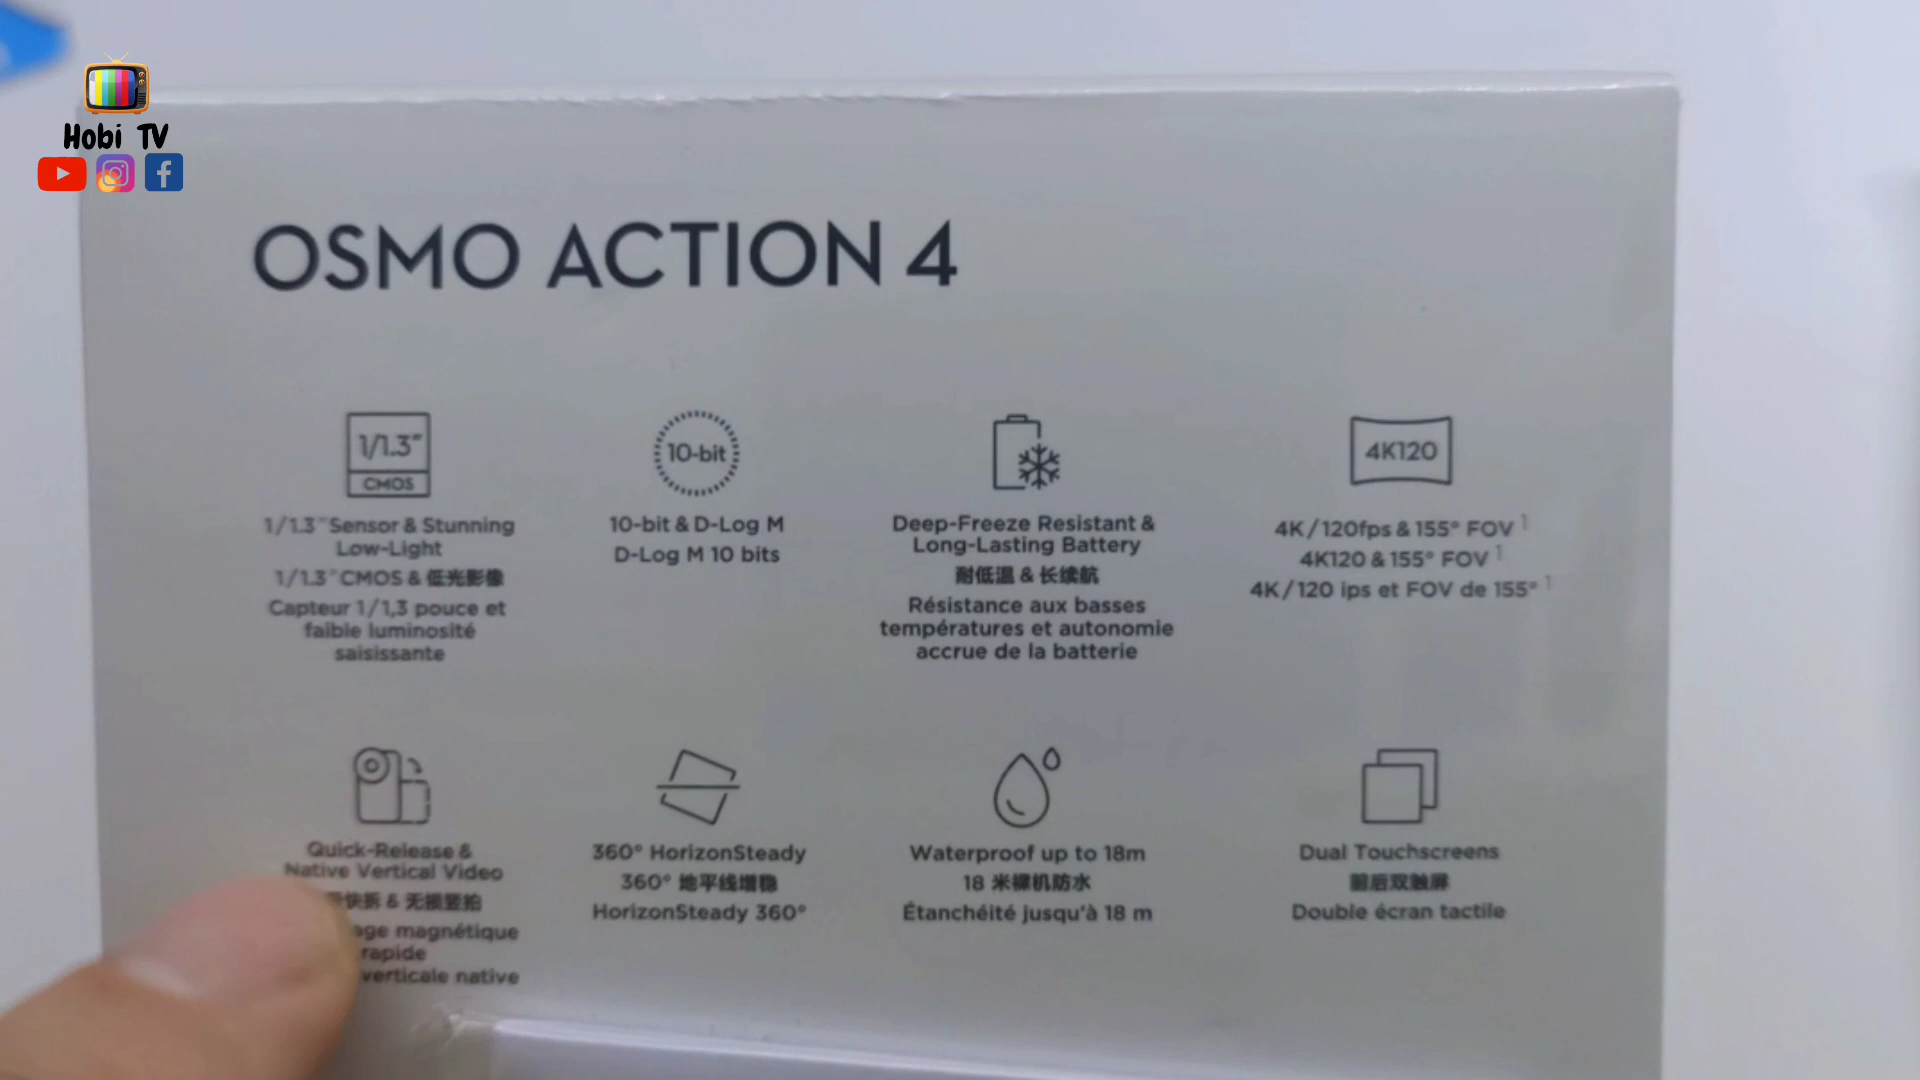 Hobi TV
OSMO ACTION 4
1/1.3"
CMOS
1/1.3" Sensor & Stunning
Low-Light
1/1.3" CMOS & 低光影像
Capteur 1/1,3 pouce et
faible luminosité
saisissante
10-bit
10-bit & D-Log M
D-Log M 10 bits
Deep-Freeze Resistant &
Long-Lasting Battery
耐低温 & 长续航
Résistance aux basses
températures et autonomie
accrue de la batterie
4K120
4K/120fps & 155° FOV 1
4K120 & 155° FOV 1
4K/120 ips et FOV de 155° 1
Quick-Release &
Native Vertical Video
快拆 & 无损竖拍
magnétique
rapide
verticale native
360° HorizonSteady
360° 地平线增稳
HorizonSteady 360°
Waterproof up to 18m
18 米裸机防水
Étanchéité jusqu'à 18 m
Dual Touchscreens
前后双触屏
Double écran tactile